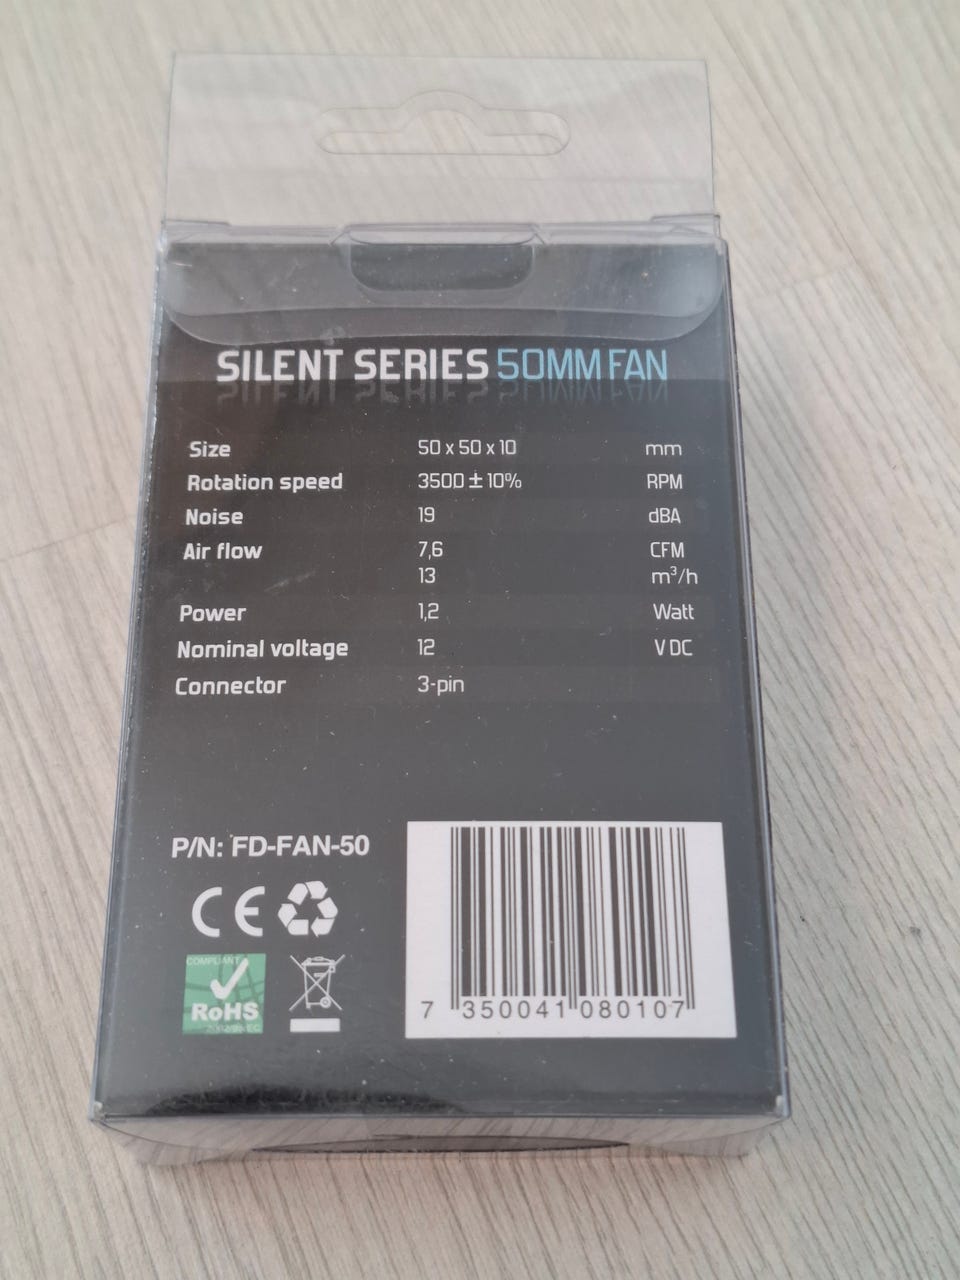 SILENT SERIES 50MM FAN
Size 50 x 50 x 10 mm
Rotation speed 3500 ± 10% RPM
Noise 19 dBA
Air flow 7,6 CFM
13 m³/h
Power 1,2 Watt
Nominal voltage 12 V DC
Connector 3-pin
P/N: FD-FAN-50
CE
COMPLIANT
RoHS
7 350041 080107